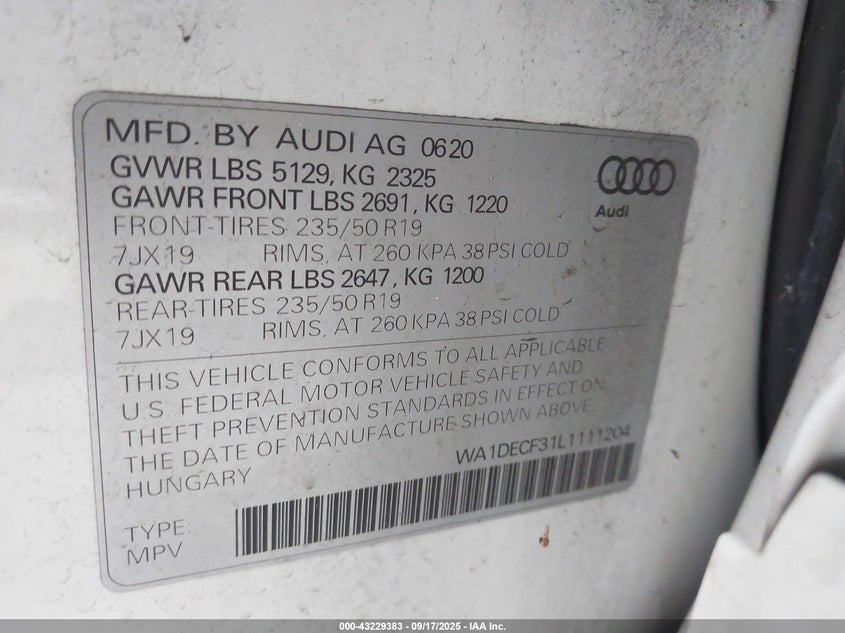 MFD. BY AUDI AG 0620
GVWR LBS 5129, KG 2325
GAWR FRONT LBS 2691, KG 1220
FRONT-TIRES 235/50 R19
7JX19 RIMS, AT 260 KPA 38 PSI COLD
GAWR REAR LBS 2647, KG 1200
REAR-TIRES 235/50 R19
7JX19 RIMS, AT 260 KPA 38 PSI COLD
Audi
THIS VEHICLE CONFORMS TO ALL APPLICABLE
U.S. FEDERAL MOTOR VEHICLE SAFETY AND
THEFT PREVENTION STANDARDS IN EFFECT ON
THE DATE OF MANUFACTURE SHOWN ABOVE.
HUNGARY WA1DECF31L1111204
TYPE:
MPV
000-43229383 - 09/17/2025 - IAA Inc.